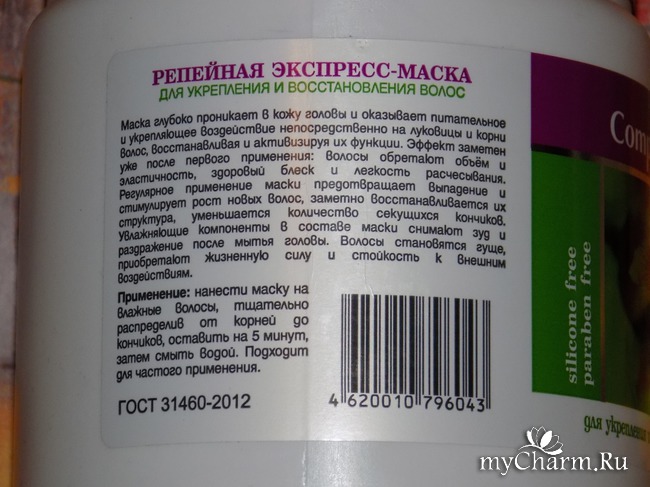 РЕПЕЙНАЯ ЭКСПРЕСС-МАСКА
ДЛЯ УКРЕПЛЕНИЯ И ВОССТАНОВЛЕНИЯ ВОЛОС
Маска глубоко проникает в кожу головы и оказывает питательное
и укрепляющее воздействие непосредственно на луковицы и корни
волос, восстанавливая и активизируя их функции. Эффект заметен
уже после первого применения: волосы обретают объём и
эластичность, здоровый блеск и легкость расчесывания.
Регулярное применение маски предотвращает выпадение и
стимулирует рост новых волос, заметно восстанавливается их
структура, уменьшается количество секущихся кончиков.
Увлажняющие компоненты в составе маски снимают зуд и
раздражение после мытья головы. Волосы становятся гуще,
приобретают жизненную силу и стойкость к внешним
воздействиям.
Применение: нанести маску на
влажные волосы, тщательно
распределив от корней до
кончиков, оставить на 5 минут,
затем смыть водой. Подходит
для частого применения.
ГОСТ 31460-2012
4 620010 796043
Comp
silicone free
paraben free
для укрепления
myCharm.Ru